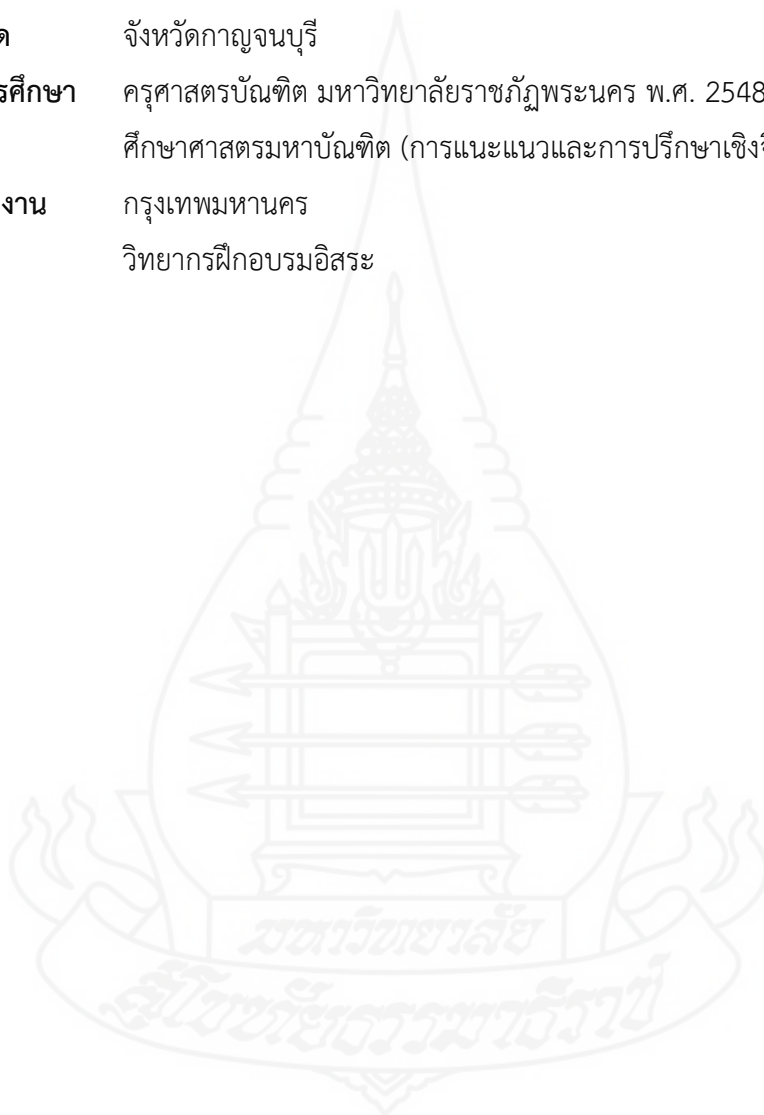 ด จังหวัดกาญจนบุรี
รศึกษา ครุศาสตรบัณฑิต มหาวิทยาลัยราชภัฏพระนคร พ.ศ. 2548
ศึกษาศาสตรมหาบัณฑิต (การแนะแนวและการปรึกษาเชิงจิ
งาน กรุงเทพมหานคร
วิทยากรฝึกอบรมอิสระ
มหาวิทยาลัย
สุโขทัยธรรมาธิราช